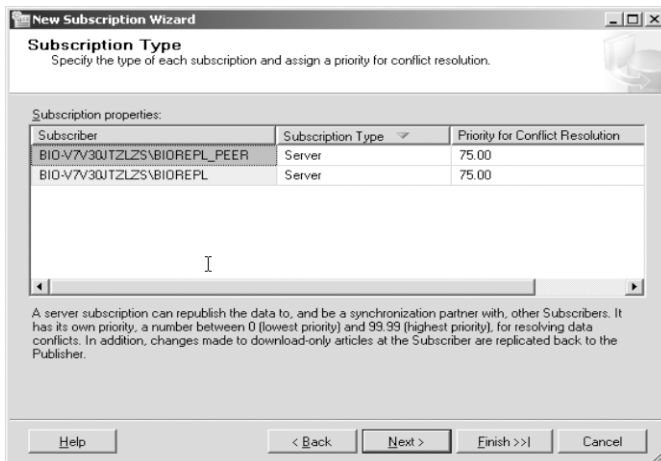 New Subscription Wizard
Subscription Type
Specify the type of each subscription and assign a priority for conflict resolution.
Subscription properties:
Subscriber Subscription Type Priority for Conflict Resolution
BIO-V7V30JTZLZS\BIOREPL_PEER Server 75.00
BIO-V7V30JTZLZS\BIOREPL Server 75.00
A server subscription can republish the data to, and be a synchronization partner with, other Subscribers. It
has its own priority, a number between 0 (lowest priority) and 99.99 (highest priority), for resolving data
conflicts. In addition, changes made to download-only articles at the Subscriber are replicated back to the
Publisher.
Help < Back Next > Finish >>| Cancel